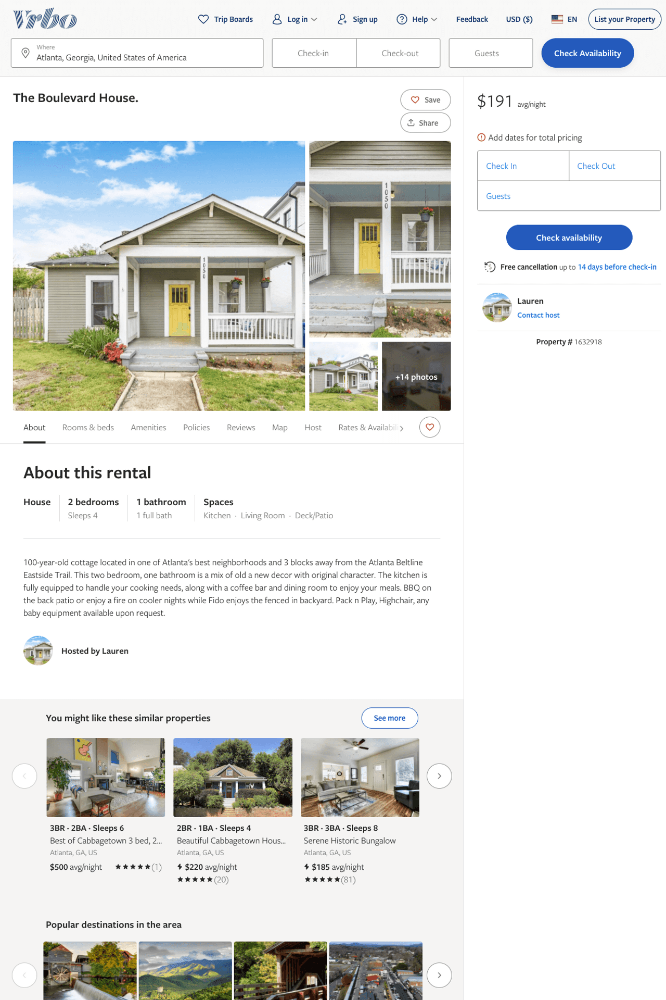 Vrbo
Trip Boards
Log in
Sign up
Help
Feedback
USD ($)
EN
List your Property
Where
Atlanta, Georgia, United States of America
Check-in
Check-out
Guests
Check Availability
The Boulevard House.
Save
Share
$191 avg/night
Add dates for total pricing
Check In
Check Out
Guests
Check availability
Free cancellation up to 14 days before check-in
Lauren
Contact host
Property # 1632918
1050
1050
+14 photos
About
Rooms & beds
Amenities
Policies
Reviews
Map
Host
Rates & Availabili
About this rental
House
2 bedrooms
Sleeps 4
1 bathroom
1 full bath
Spaces
Kitchen · Living Room · Deck/Patio
100-year-old cottage located in one of Atlanta's best neighborhoods and 3 blocks away from the Atlanta Beltline
Eastside Trail. This two bedroom, one bathroom is a mix of old a new decor with original character. The kitchen is
fully equipped to handle your cooking needs, along with a coffee bar and dining room to enjoy your meals. BBQ on
the back patio or enjoy a fire on cooler nights while Fido enjoys the fenced in backyard. Pack n Play, Highchair, any
baby equipment available upon request.
Hosted by Lauren
You might like these similar properties
See more
3BR · 2BA · Sleeps 6
Best of Cabbagetown 3 bed, 2...
Atlanta, GA, US
$500 avg/night
(1)
2BR · 1BA · Sleeps 4
Beautiful Cabbagetown Hous...
Atlanta, GA, US
$220 avg/night
(20)
3BR · 3BA · Sleeps 8
Serene Historic Bungalow
Atlanta, GA, US
$185 avg/night
(81)
Popular destinations in the area